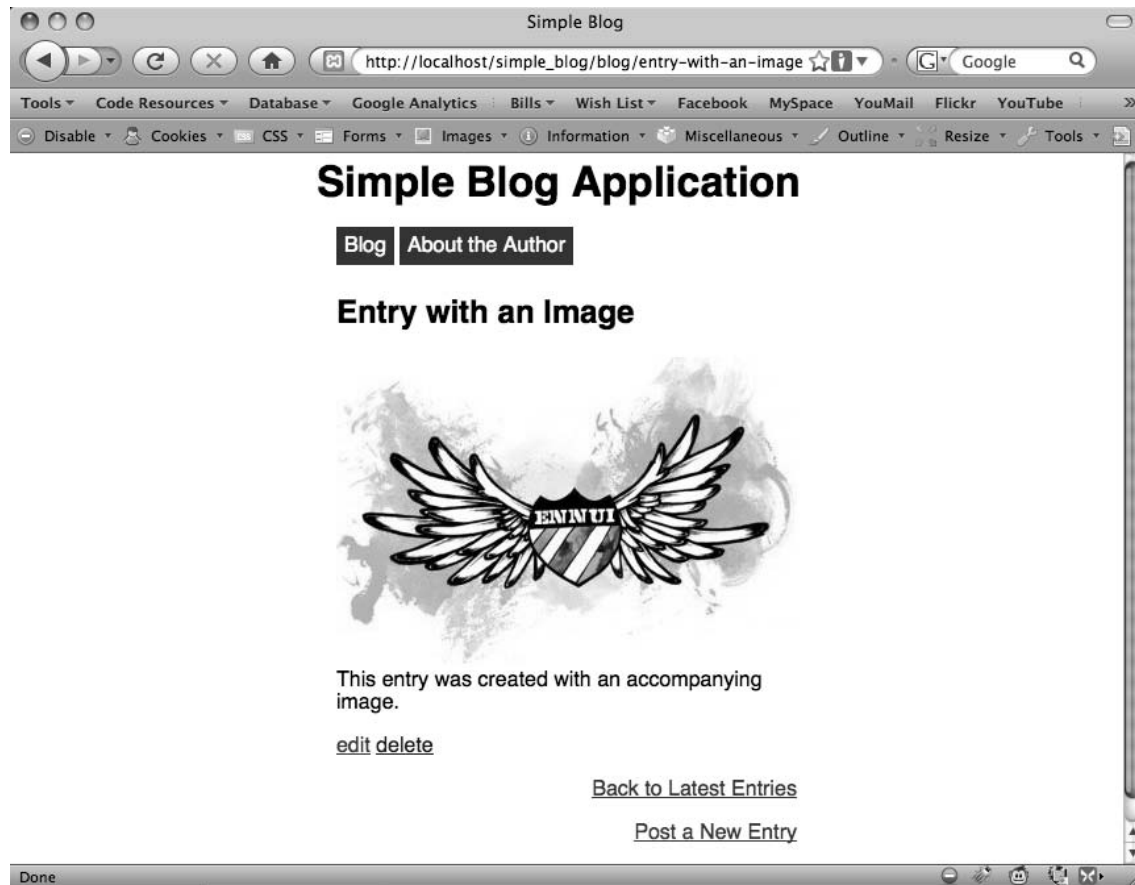 Simple Blog
http://localhost/simple_blog/blog/entry-with-an-image
G Google
Tools Code Resources Database Google Analytics Bills Wish List Facebook MySpace YouMail Flickr YouTube »
Disable Cookies CSS Forms Images Information Miscellaneous Outline Resize Tools
Simple Blog Application
Blog About the Author
Entry with an Image
ENNUI
This entry was created with an accompanying
image.
edit delete
Back to Latest Entries
Post a New Entry
Done